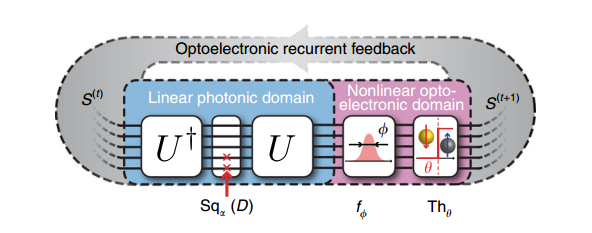 Optoelectronic recurrent feedback
Linear photonic domain
Nonlinear opto-
electronic domain
S(t)
S(t+1)
U†
U
ϕ
θ
Sqα (D)
fϕ
Thθ